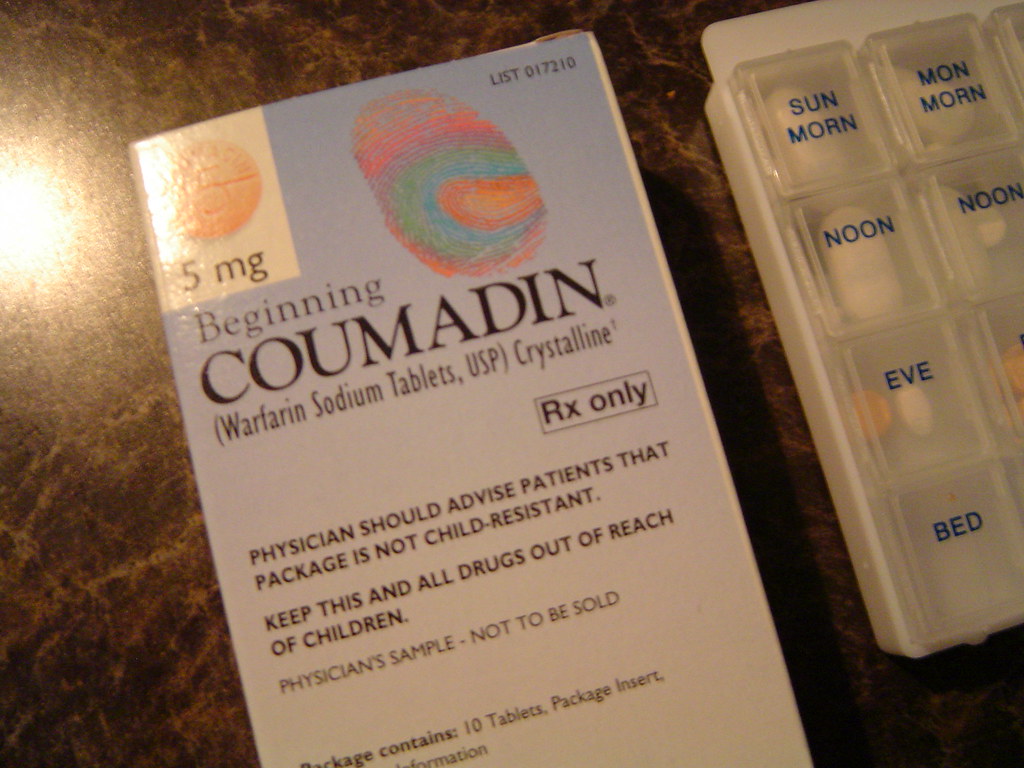 LIST 017210
5 mg
Beginning
COUMADIN®
(Warfarin Sodium Tablets, USP) Crystalline†
Rx only
PHYSICIAN SHOULD ADVISE PATIENTS THAT
PACKAGE IS NOT CHILD-RESISTANT.
KEEP THIS AND ALL DRUGS OUT OF REACH
OF CHILDREN.
PHYSICIAN'S SAMPLE - NOT TO BE SOLD
Package contains: 10 Tablets, Package Insert,
Information
SUN
MORN
MON
MORN
NOON
NOON
EVE
BED